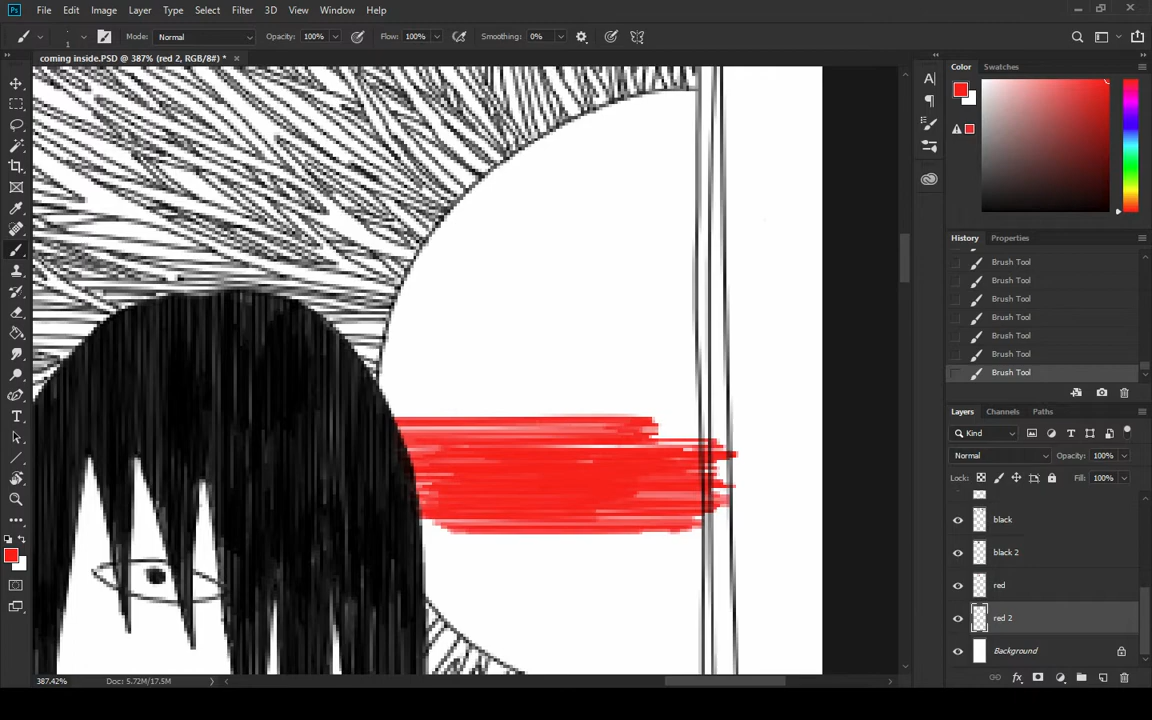 Ps File Edit Image Layer Type Select Filter 3D View Window Help
1 Mode: Normal Opacity: 100% Flow: 100% Smoothing: 0%
coming inside.PSD @ 387% (red 2, RGB/8#) *
Color Swatches
History Properties
Brush Tool
Brush Tool
Brush Tool
Brush Tool
Brush Tool
Brush Tool
Brush Tool
Layers Channels Paths
Kind
Normal Opacity: 100%
Lock: Fill: 100%
black
black 2
red
red 2
Background
387.42% Doc: 5.72M/17.5M